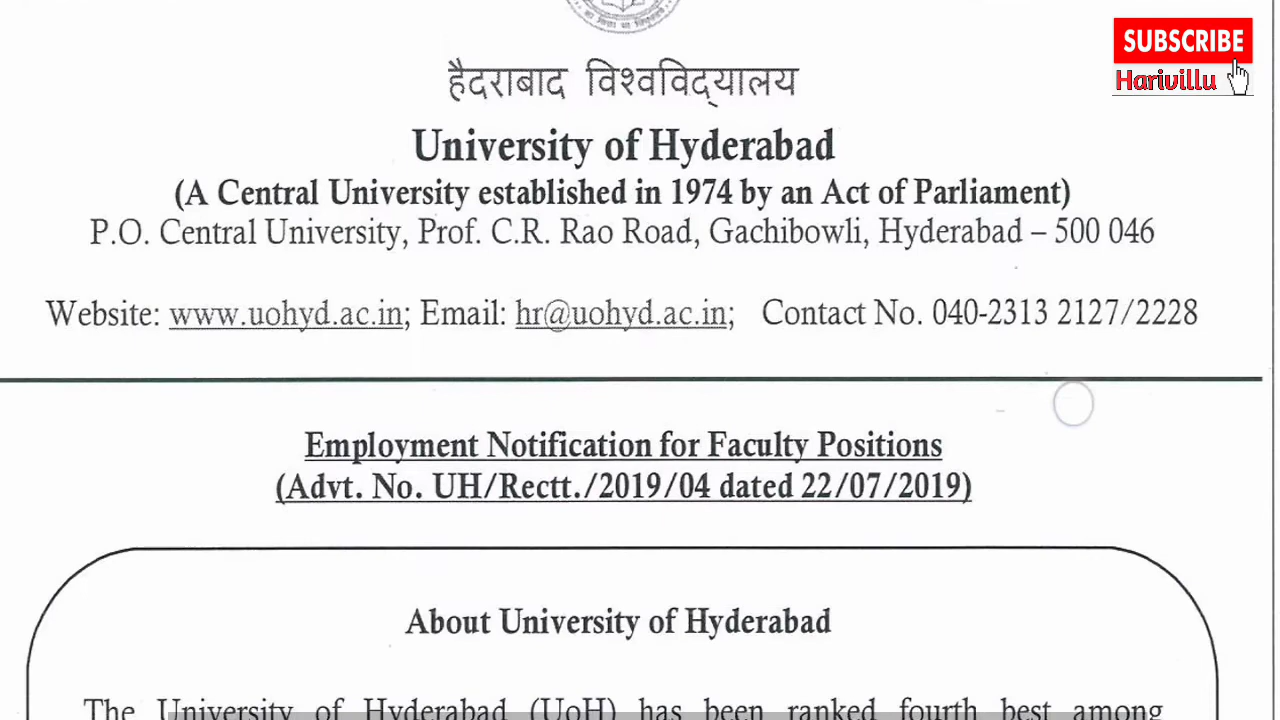 SUBSCRIBE
Harivillu
हैदराबाद विश्वविद्यालय
University of Hyderabad
(A Central University established in 1974 by an Act of Parliament)
P.O. Central University, Prof. C.R. Rao Road, Gachibowli, Hyderabad – 500 046
Website: www.uohyd.ac.in; Email: hr@uohyd.ac.in; Contact No. 040-2313 2127/2228
Employment Notification for Faculty Positions
(Advt. No. UH/Rectt./2019/04 dated 22/07/2019)
About University of Hyderabad
The University of Hyderabad (UoH) has been ranked fourth best among